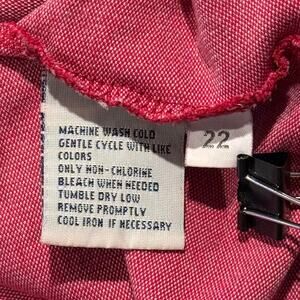 MACHINE WASH COLD
GENTLE CYCLE WITH LIKE
COLORS
ONLY NON-CHLORINE
BLEACH WHEN NEEDED
TUMBLE DRY LOW
REMOVE PROMPTLY
COOL IRON IF NECESSARY
22